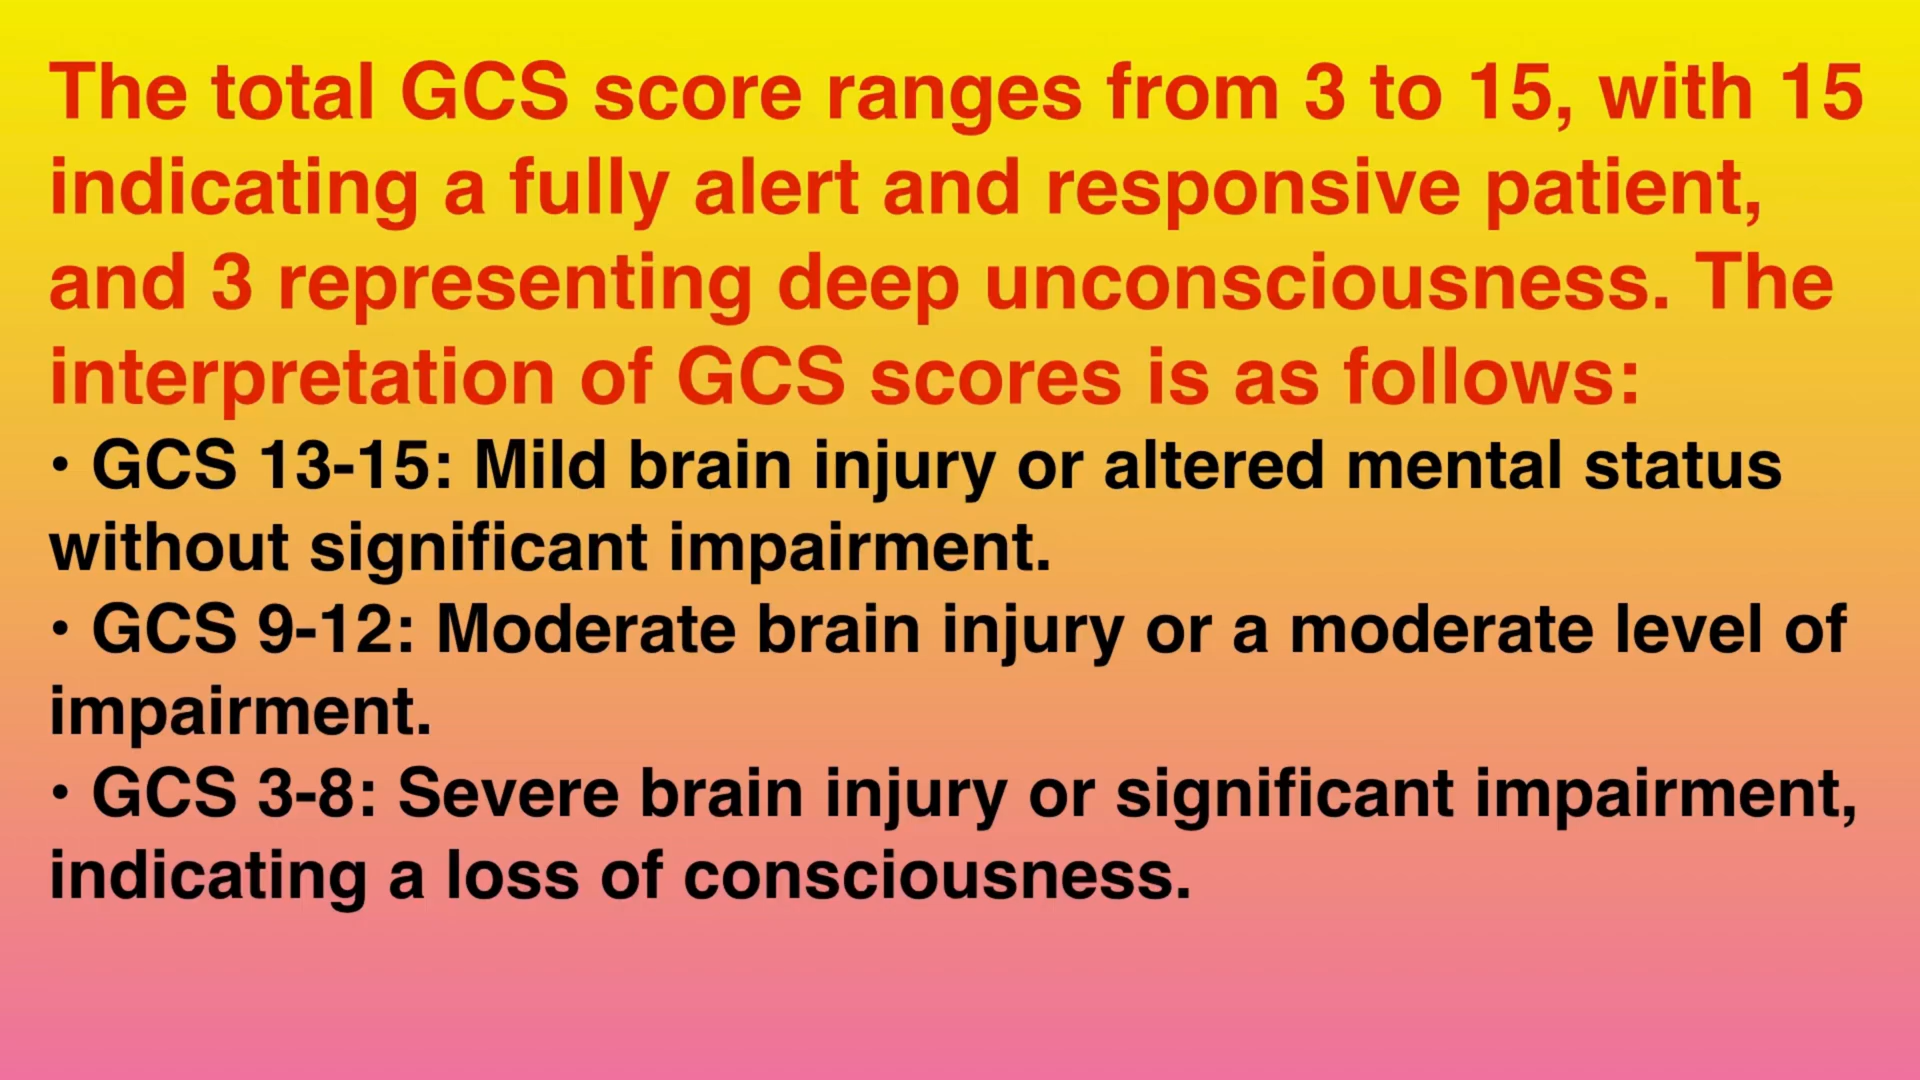 The total GCS score ranges from 3 to 15, with 15
indicating a fully alert and responsive patient,
and 3 representing deep unconsciousness. The
interpretation of GCS scores is as follows:
• GCS 13-15: Mild brain injury or altered mental status
without significant impairment.
• GCS 9-12: Moderate brain injury or a moderate level of
impairment.
• GCS 3-8: Severe brain injury or significant impairment,
indicating a loss of consciousness.